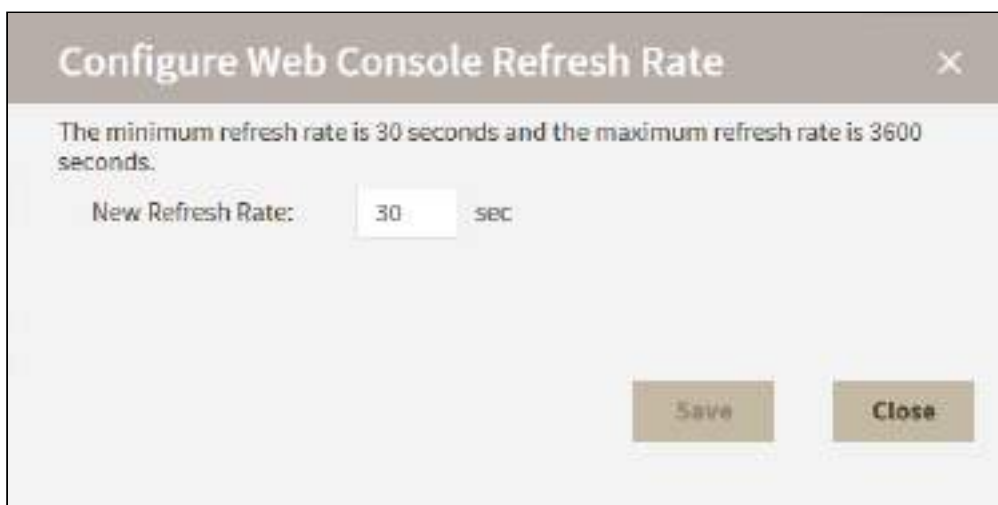 Configure Web Console Refresh Rate
The minimum refresh rate is 30 seconds and the maximum refresh rate is 3600
seconds.
New Refresh Rate: 30 sec
Save Close